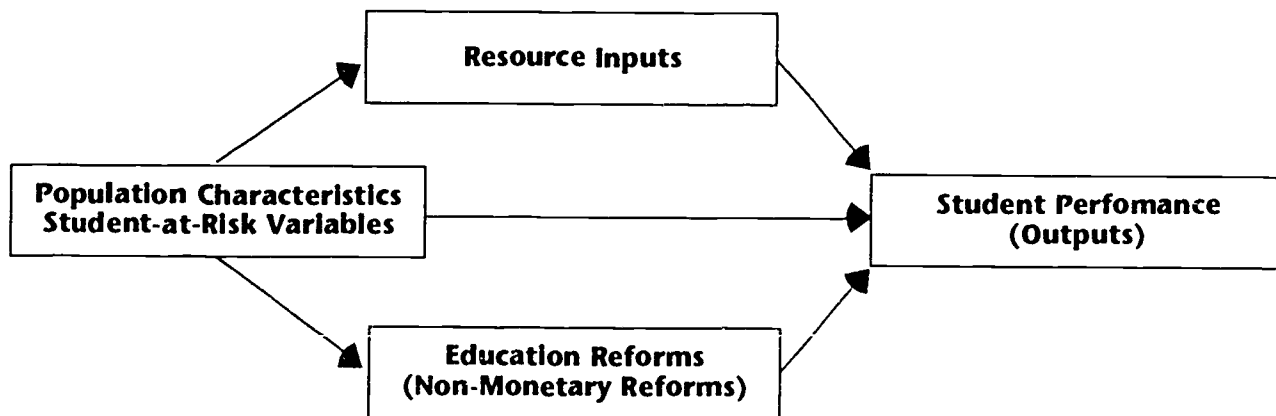 Resource Inputs
Population Characteristics
Student-at-Risk Variables
Student Perfomance
(Outputs)
Education Reforms
(Non-Monetary Reforms)